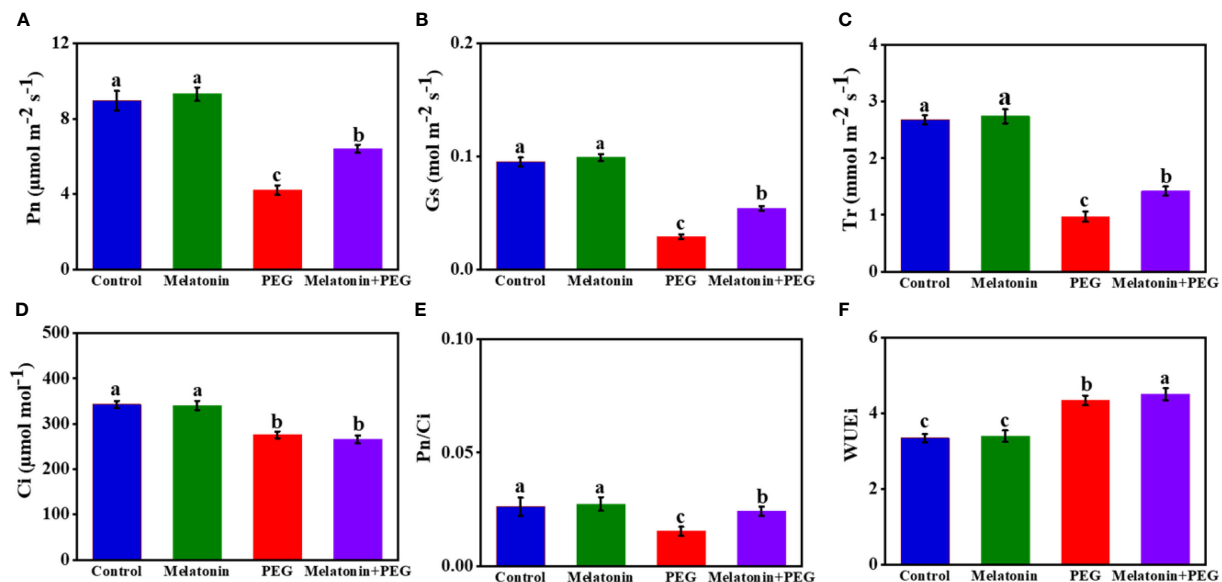 A
Pn (μmol m⁻² s⁻¹)
12
8
4
0
a
a
c
b
Control
Melatonin
PEG
Melatonin+PEG
B
Gs (mol m⁻² s⁻¹)
0.2
0.1
0.0
a
a
c
b
Control
Melatonin
PEG
Melatonin+PEG
C
Tr (mmol m⁻² s⁻¹)
4
3
2
1
0
a
a
c
b
Control
Melatonin
PEG
Melatonin+PEG
D
Ci (μmol mol⁻¹)
500
400
300
200
100
0
a
a
b
b
Control
Melatonin
PEG
Melatonin+PEG
E
Pn/Ci
0.10
0.05
0.00
a
a
c
b
Control
Melatonin
PEG
Melatonin+PEG
F
WUEi
6
4
2
0
c
c
b
a
Control
Melatonin
PEG
Melatonin+PEG